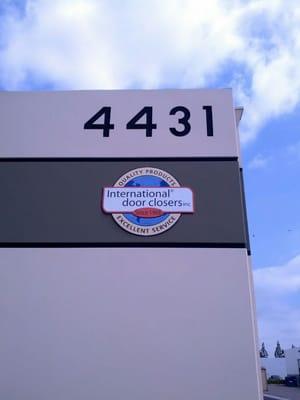 4431
QUALITY PRODUCTS
International®
door closers inc
EXCELLENT SERVICE